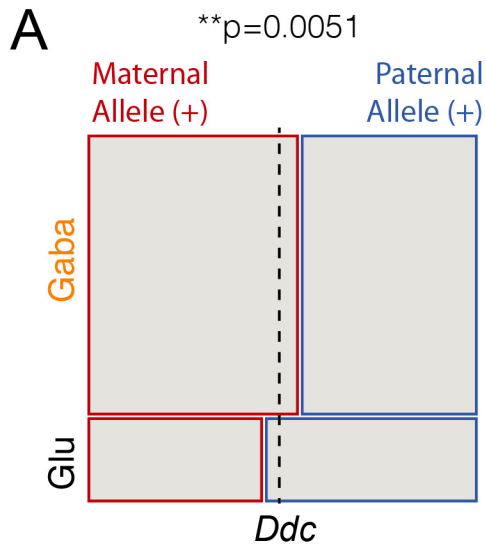 A
**p=0.0051
Maternal
Allele (+)
Paternal
Allele (+)
Gaba
Glu
Ddc